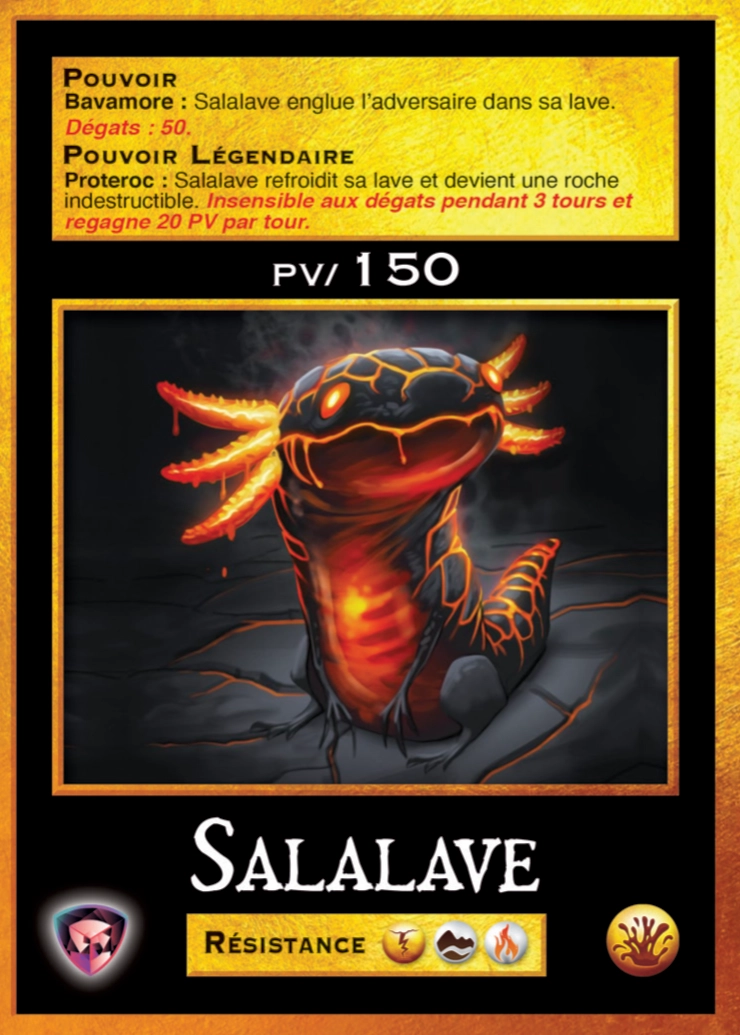 Pouvoir
Bavamore : Salalave englue l'adversaire dans sa lave.
Dégats : 50.
Pouvoir Légendaire
Proteroc : Salalave refroidit sa lave et devient une roche
indestructible. Insensible aux dégats pendant 3 tours et
regagne 20 PV par tour.
PV/ 150
Salalave
Résistance